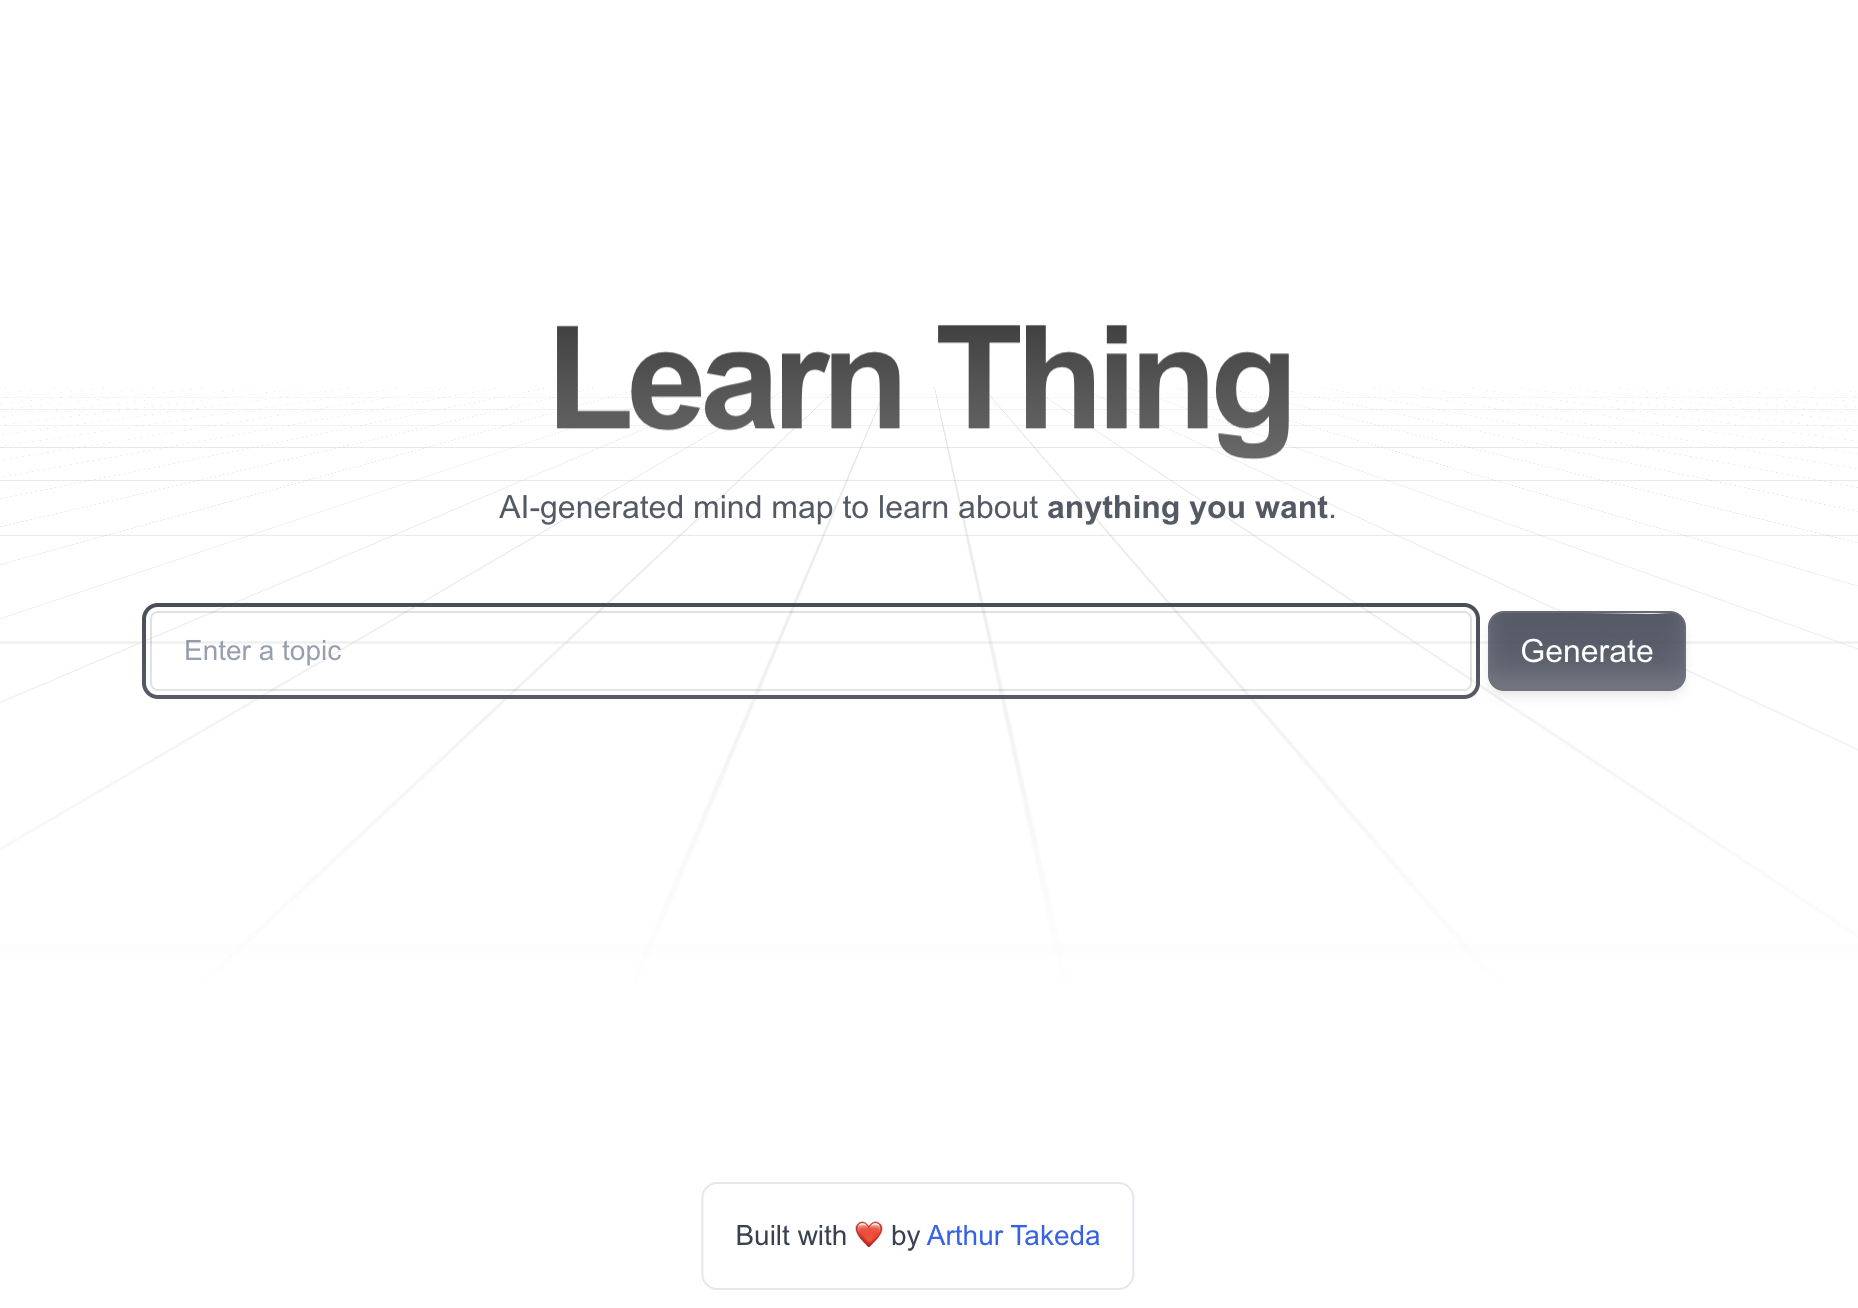 Learn Thing
AI-generated mind map to learn about anything you want.
Enter a topic
Generate
Built with ❤️ by Arthur Takeda